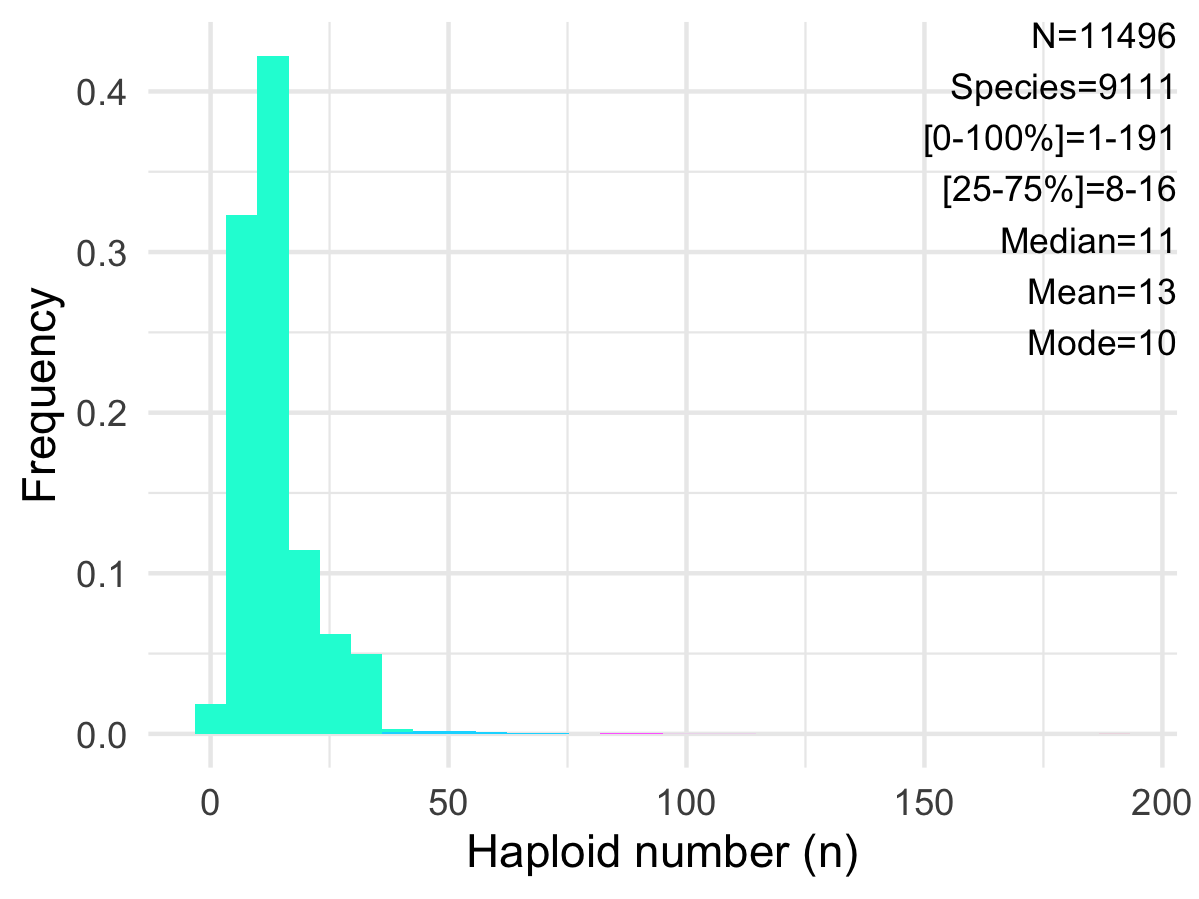 N=11496
Species=9111
[0-100%]=1-191
[25-75%]=8-16
Median=11
Mean=13
Mode=10
Frequency
0.4
0.3
0.2
0.1
0.0
0 50 100 150 200
Haploid number (n)